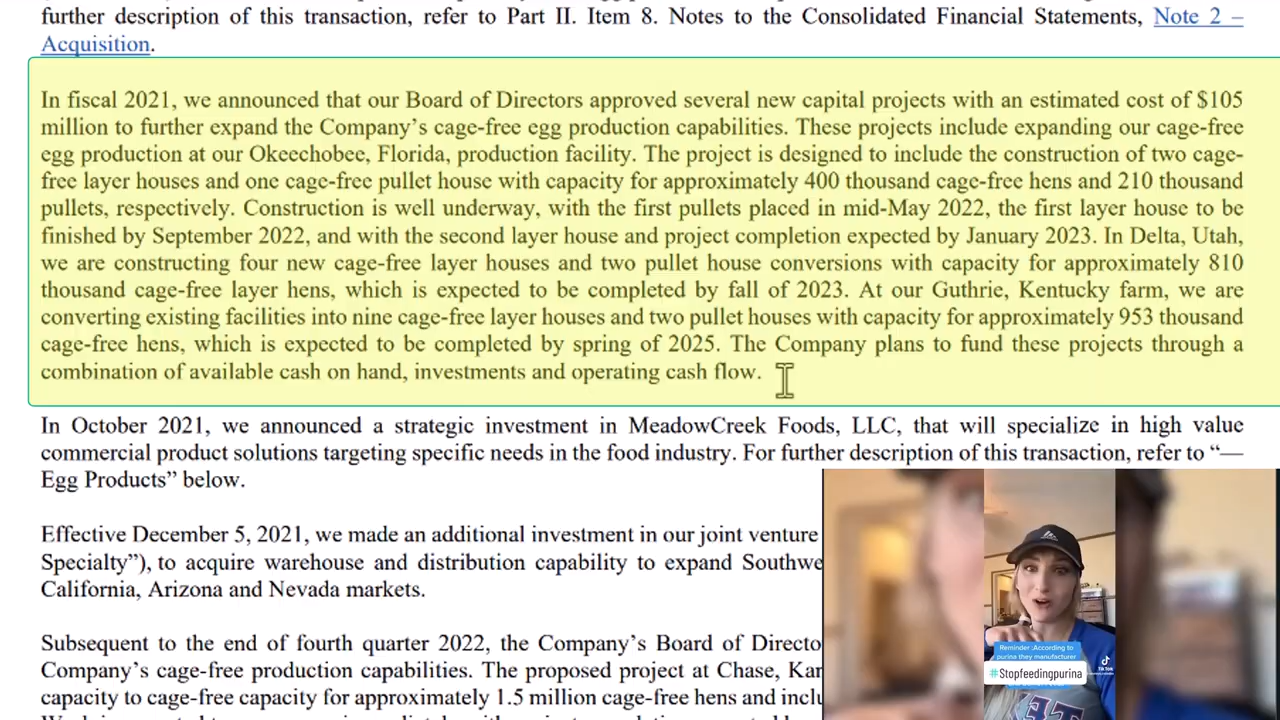 further description of this transaction, refer to Part II. Item 8. Notes to the Consolidated Financial Statements, Note 2 –
Acquisition.
In fiscal 2021, we announced that our Board of Directors approved several new capital projects with an estimated cost of $105
million to further expand the Company's cage-free egg production capabilities. These projects include expanding our cage-free
egg production at our Okeechobee, Florida, production facility. The project is designed to include the construction of two cage-
free layer houses and one cage-free pullet house with capacity for approximately 400 thousand cage-free hens and 210 thousand
pullets, respectively. Construction is well underway, with the first pullets placed in mid-May 2022, the first layer house to be
finished by September 2022, and with the second layer house and project completion expected by January 2023. In Delta, Utah,
we are constructing four new cage-free layer houses and two pullet house conversions with capacity for approximately 810
thousand cage-free layer hens, which is expected to be completed by fall of 2023. At our Guthrie, Kentucky farm, we are
converting existing facilities into nine cage-free layer houses and two pullet houses with capacity for approximately 953 thousand
cage-free hens, which is expected to be completed by spring of 2025. The Company plans to fund these projects through a
combination of available cash on hand, investments and operating cash flow.
In October 2021, we announced a strategic investment in MeadowCreek Foods, LLC, that will specialize in high value
commercial product solutions targeting specific needs in the food industry. For further description of this transaction, refer to “—
Egg Products” below.
Effective December 5, 2021, we made an additional investment in our joint venture
Specialty”), to acquire warehouse and distribution capability to expand Southwe
California, Arizona and Nevada markets.
Subsequent to the end of fourth quarter 2022, the Company's Board of Directo
Company's cage-free production capabilities. The proposed project at Chase, Kan
capacity to cage-free capacity for approximately 1.5 million cage-free hens and inclu
Reminder :According to
purina they manufacturer
#Stopfeedingpurina
TikTok